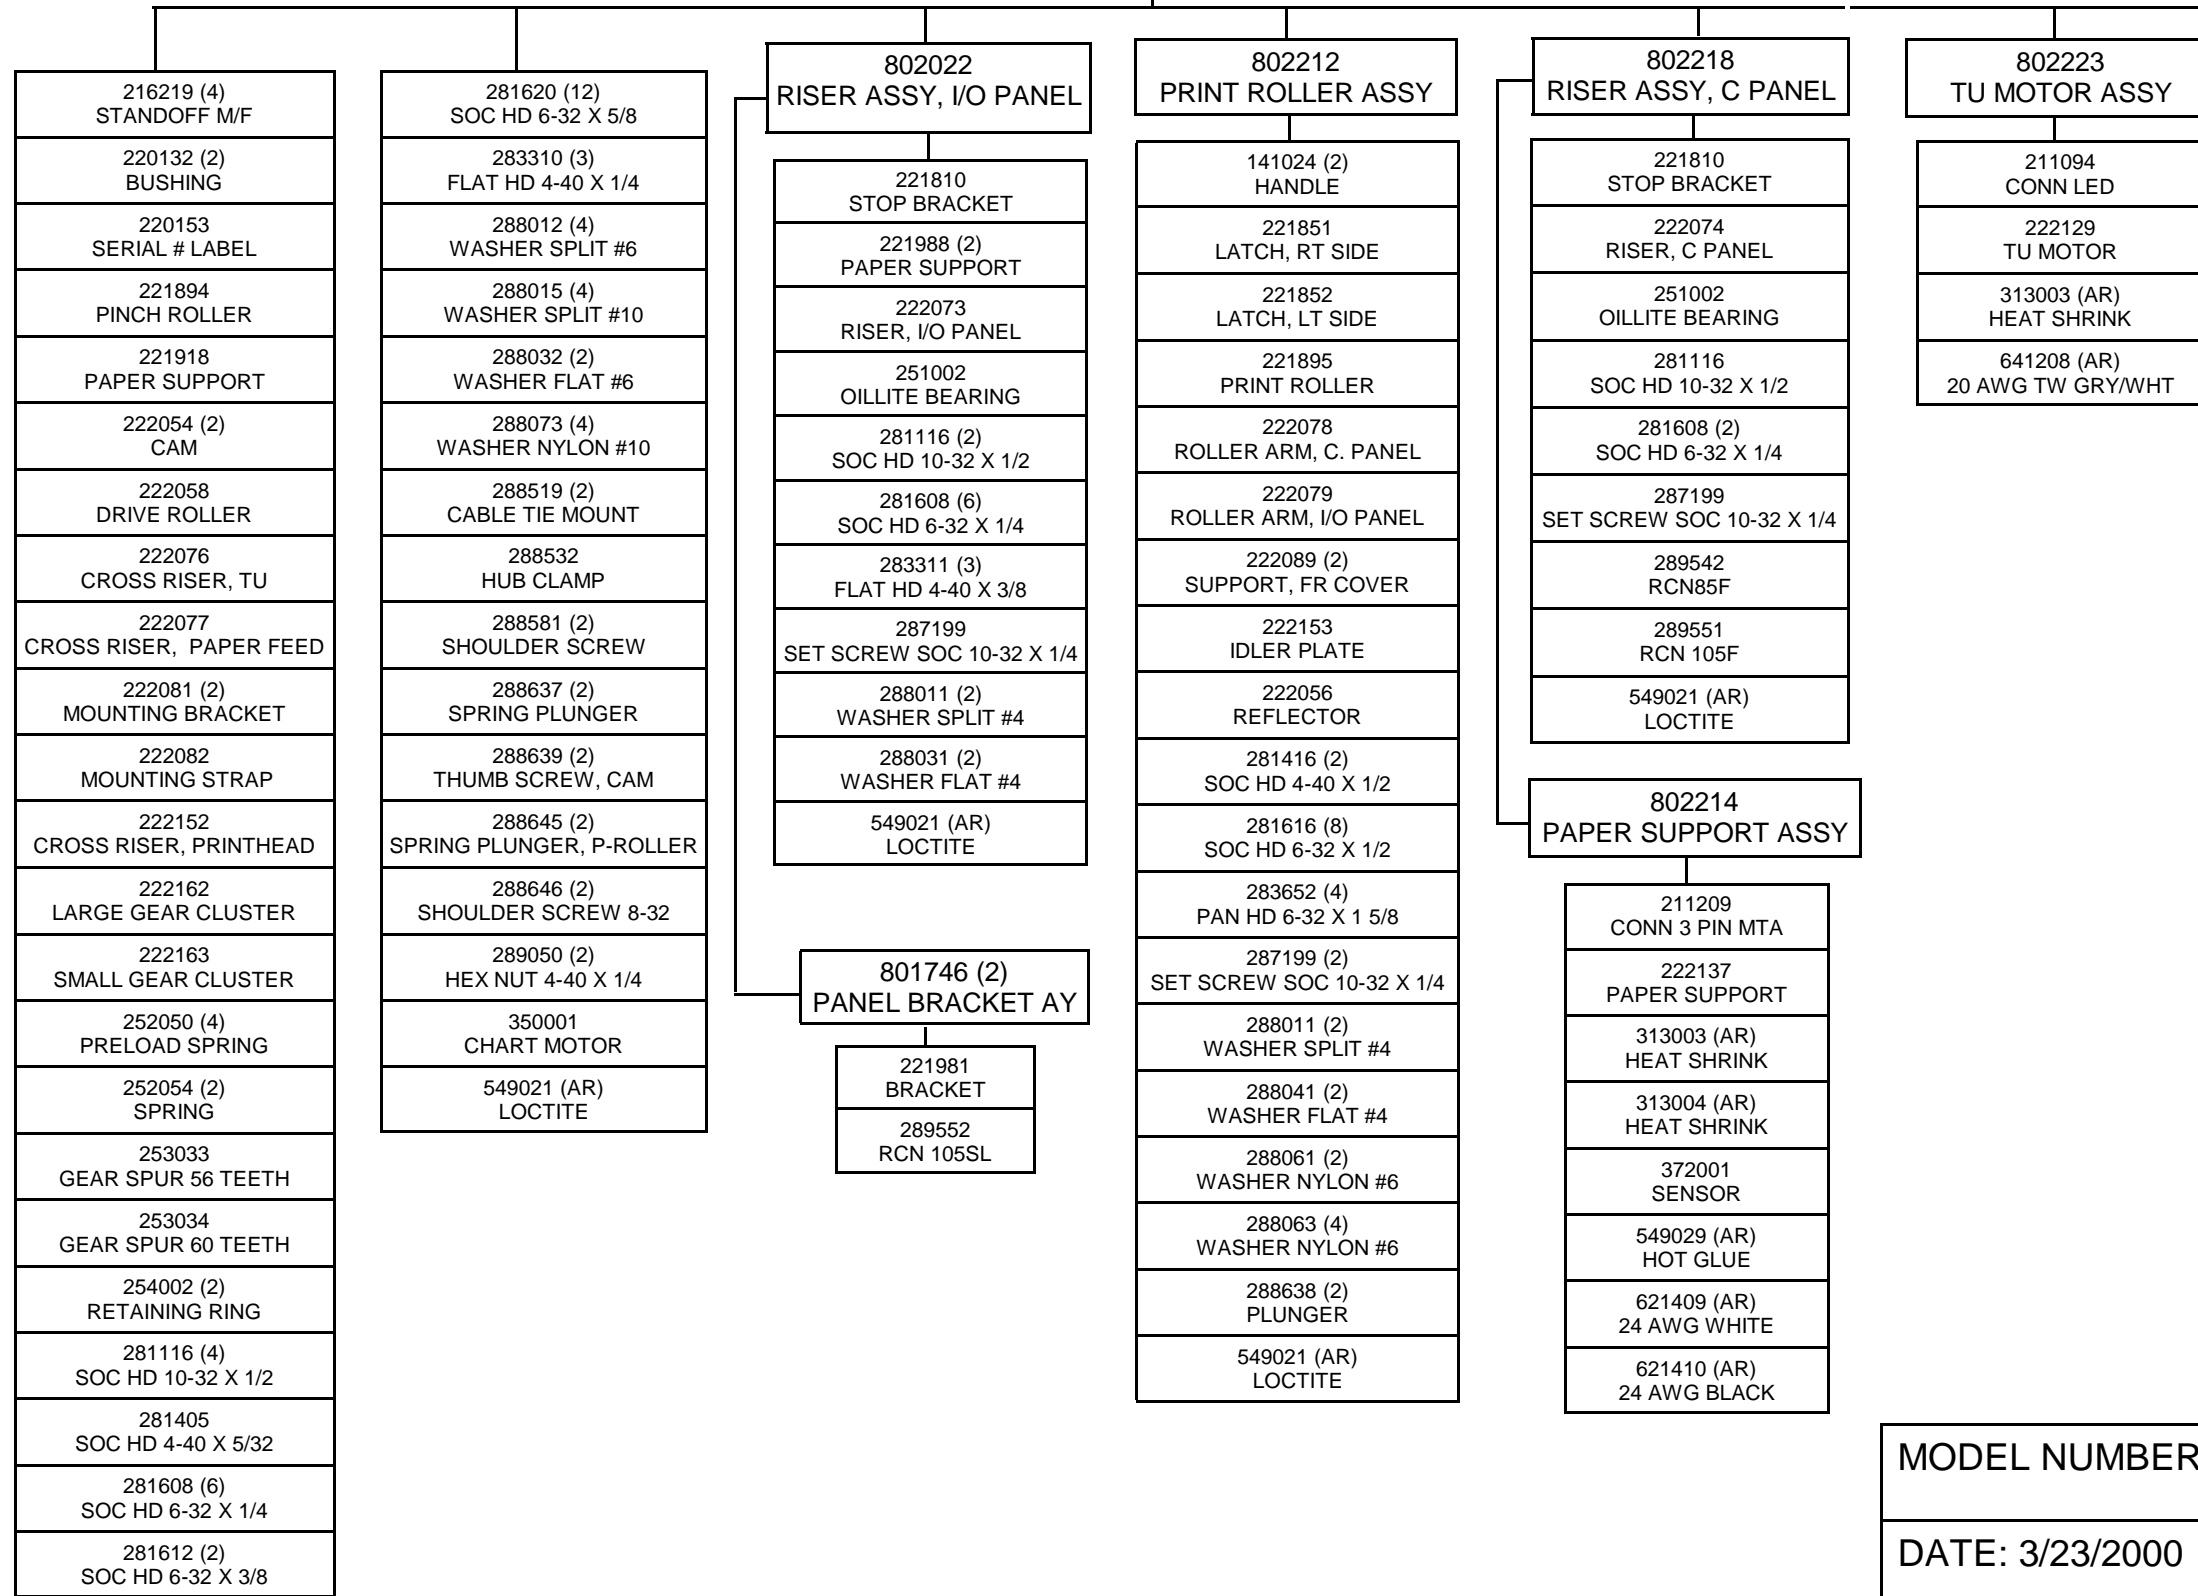 216219 (4)
STANDOFF M/F
220132 (2)
BUSHING
220153
SERIAL # LABEL
221894
PINCH ROLLER
221918
PAPER SUPPORT
222054 (2)
CAM
222058
DRIVE ROLLER
222076
CROSS RISER, TU
222077
CROSS RISER, PAPER FEED
222081 (2)
MOUNTING BRACKET
222082
MOUNTING STRAP
222152
CROSS RISER, PRINTHEAD
222162
LARGE GEAR CLUSTER
222163
SMALL GEAR CLUSTER
252050 (4)
PRELOAD SPRING
252054 (2)
SPRING
253033
GEAR SPUR 56 TEETH
253034
GEAR SPUR 60 TEETH
254002 (2)
RETAINING RING
281116 (4)
SOC HD 10-32 X 1/2
281405
SOC HD 4-40 X 5/32
281608 (6)
SOC HD 6-32 X 1/4
281612 (2)
SOC HD 6-32 X 3/8
281620 (12)
SOC HD 6-32 X 5/8
283310 (3)
FLAT HD 4-40 X 1/4
288012 (4)
WASHER SPLIT #6
288015 (4)
WASHER SPLIT #10
288032 (2)
WASHER FLAT #6
288073 (4)
WASHER NYLON #10
288519 (2)
CABLE TIE MOUNT
288532
HUB CLAMP
288581 (2)
SHOULDER SCREW
288637 (2)
SPRING PLUNGER
288639 (2)
THUMB SCREW, CAM
288645 (2)
SPRING PLUNGER, P-ROLLER
288646 (2)
SHOULDER SCREW 8-32
289050 (2)
HEX NUT 4-40 X 1/4
350001
CHART MOTOR
549021 (AR)
LOCTITE
802022
RISER ASSY, I/O PANEL
221810
STOP BRACKET
221988 (2)
PAPER SUPPORT
222073
RISER, I/O PANEL
251002
OILLITE BEARING
281116 (2)
SOC HD 10-32 X 1/2
281608 (6)
SOC HD 6-32 X 1/4
283311 (3)
FLAT HD 4-40 X 3/8
287199
SET SCREW SOC 10-32 X 1/4
288011 (2)
WASHER SPLIT #4
288031 (2)
WASHER FLAT #4
549021 (AR)
LOCTITE
801746 (2)
PANEL BRACKET AY
221981
BRACKET
289552
RCN 105SL
802212
PRINT ROLLER ASSY
141024 (2)
HANDLE
221851
LATCH, RT SIDE
221852
LATCH, LT SIDE
221895
PRINT ROLLER
222078
ROLLER ARM, C. PANEL
222079
ROLLER ARM, I/O PANEL
222089 (2)
SUPPORT, FR COVER
222153
IDLER PLATE
222056
REFLECTOR
281416 (2)
SOC HD 4-40 X 1/2
281616 (8)
SOC HD 6-32 X 1/2
283652 (4)
PAN HD 6-32 X 1 5/8
287199 (2)
SET SCREW SOC 10-32 X 1/4
288011 (2)
WASHER SPLIT #4
288041 (2)
WASHER FLAT #4
288061 (2)
WASHER NYLON #6
288063 (4)
WASHER NYLON #6
288638 (2)
PLUNGER
549021 (AR)
LOCTITE
802218
RISER ASSY, C PANEL
221810
STOP BRACKET
222074
RISER, C PANEL
251002
OILLITE BEARING
281116
SOC HD 10-32 X 1/2
281608 (2)
SOC HD 6-32 X 1/4
287199
SET SCREW SOC 10-32 X 1/4
289542
RCN85F
289551
RCN 105F
549021 (AR)
LOCTITE
802214
PAPER SUPPORT ASSY
211209
CONN 3 PIN MTA
222137
PAPER SUPPORT
313003 (AR)
HEAT SHRINK
313004 (AR)
HEAT SHRINK
372001
SENSOR
549029 (AR)
HOT GLUE
621409 (AR)
24 AWG WHITE
621410 (AR)
24 AWG BLACK
802223
TU MOTOR ASSY
211094
CONN LED
222129
TU MOTOR
313003 (AR)
HEAT SHRINK
641208 (AR)
20 AWG TW GRY/WHT
MODEL NUMBER
DATE: 3/23/2000